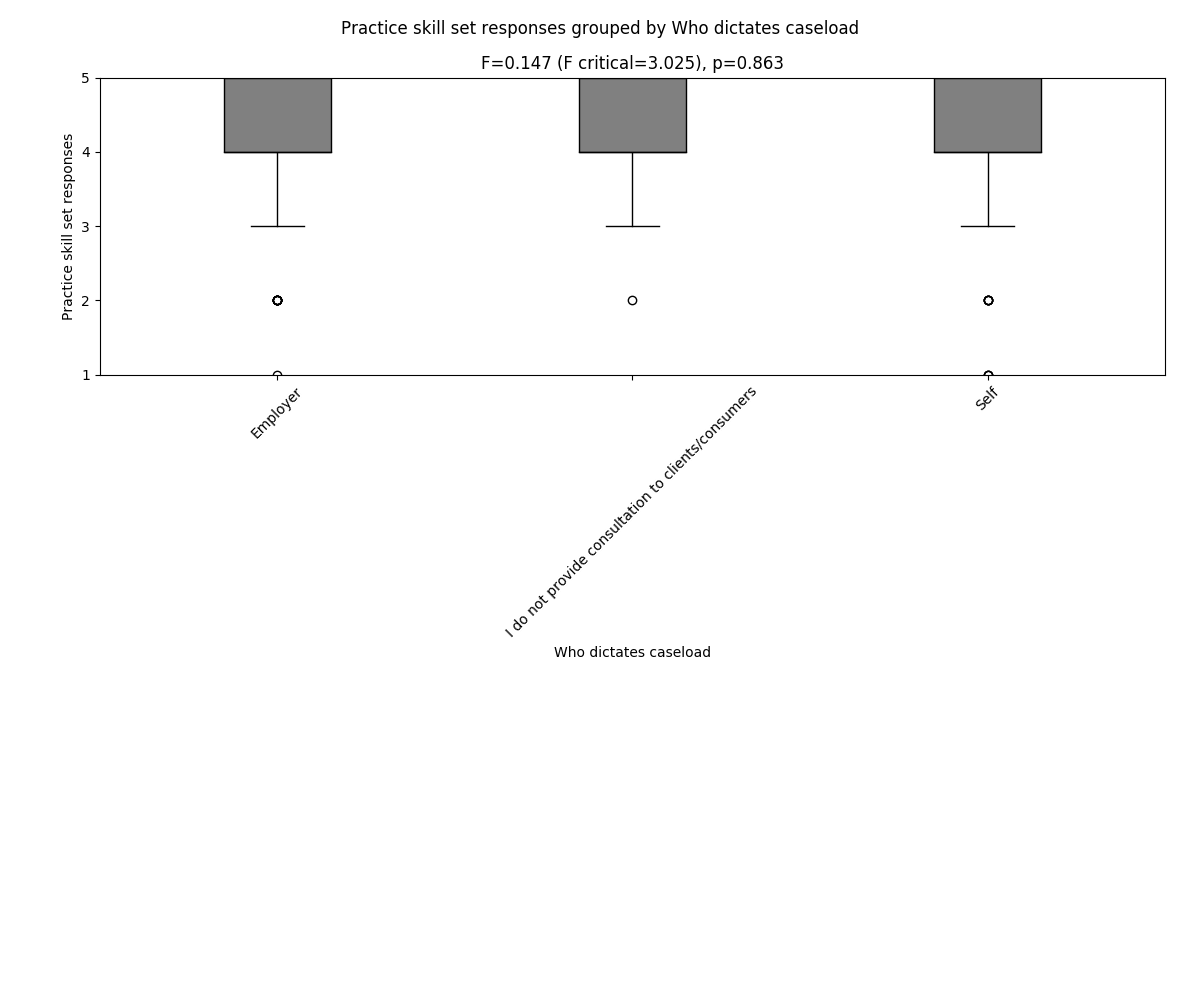 Practice skill set responses grouped by Who dictates caseload
F=0.147 (F critical=3.025), p=0.863
Practice skill set responses
5
4
3
2
1
Employer
I do not provide consultation to clients/consumers
Self
Who dictates caseload